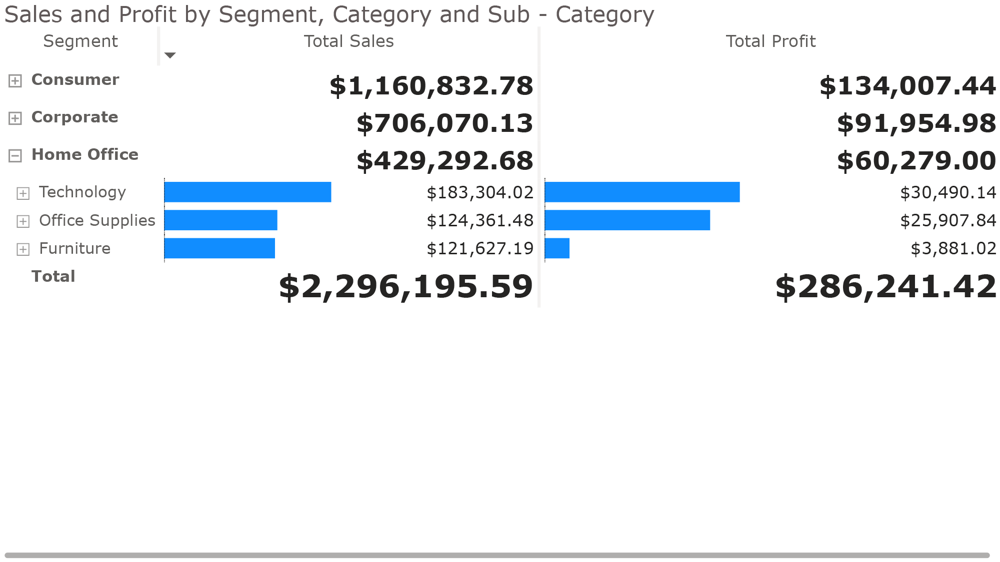 Sales and Profit by Segment, Category and Sub - Category
Segment Total Sales Total Profit
Consumer $1,160,832.78 $134,007.44
Corporate $706,070.13 $91,954.98
Home Office $429,292.68 $60,279.00
Technology $183,304.02 $30,490.14
Office Supplies $124,361.48 $25,907.84
Furniture $121,627.19 $3,881.02
Total $2,296,195.59 $286,241.42